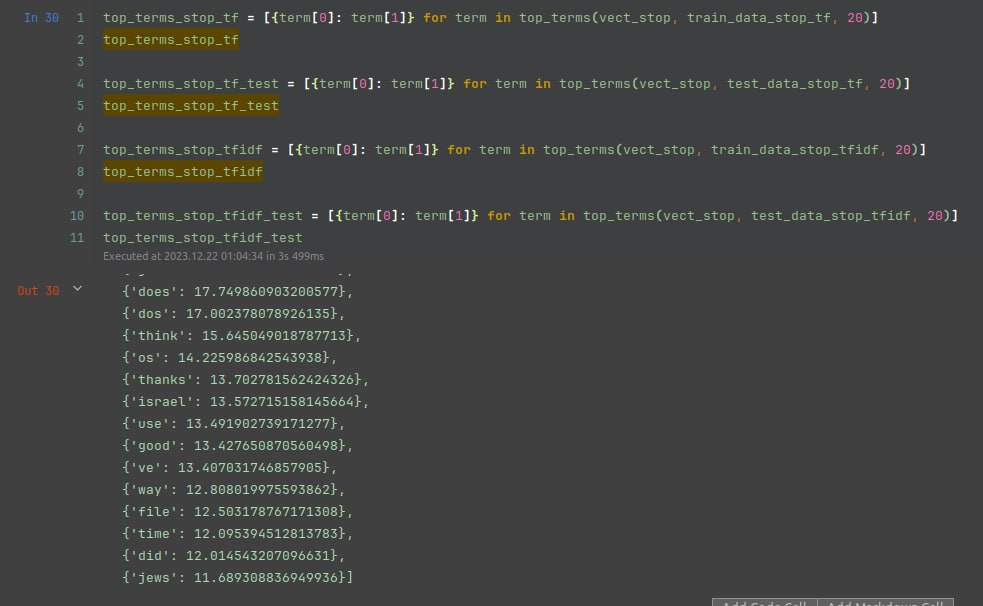 In 30 1 top_terms_stop_tf = [{term[0]: term[1]} for term in top_terms(vect_stop, train_data_stop_tf, 20)]
2 top_terms_stop_tf
3
4 top_terms_stop_tf_test = [{term[0]: term[1]} for term in top_terms(vect_stop, test_data_stop_tf, 20)]
5 top_terms_stop_tf_test
6
7 top_terms_stop_tfidf = [{term[0]: term[1]} for term in top_terms(vect_stop, train_data_stop_tfidf, 20)]
8 top_terms_stop_tfidf
9
10 top_terms_stop_tfidf_test = [{term[0]: term[1]} for term in top_terms(vect_stop, test_data_stop_tfidf, 20)]
11 top_terms_stop_tfidf_test
Executed at 2023.12.22 01:04:34 in 3s 499ms
Out 30
{'does': 17.749860903200577},
{'dos': 17.002378078926135},
{'think': 15.645049018787713},
{'os': 14.225986842543938},
{'thanks': 13.702781562424326},
{'israel': 13.572715158145664},
{'use': 13.491902739171277},
{'good': 13.427650870560498},
{'ve': 13.407031746857905},
{'way': 12.808019975593862},
{'file': 12.503178767171308},
{'time': 12.095394512813783},
{'did': 12.014543207096631},
{'jews': 11.689308836949936}]
Add Code Cell Add Markdown Cell